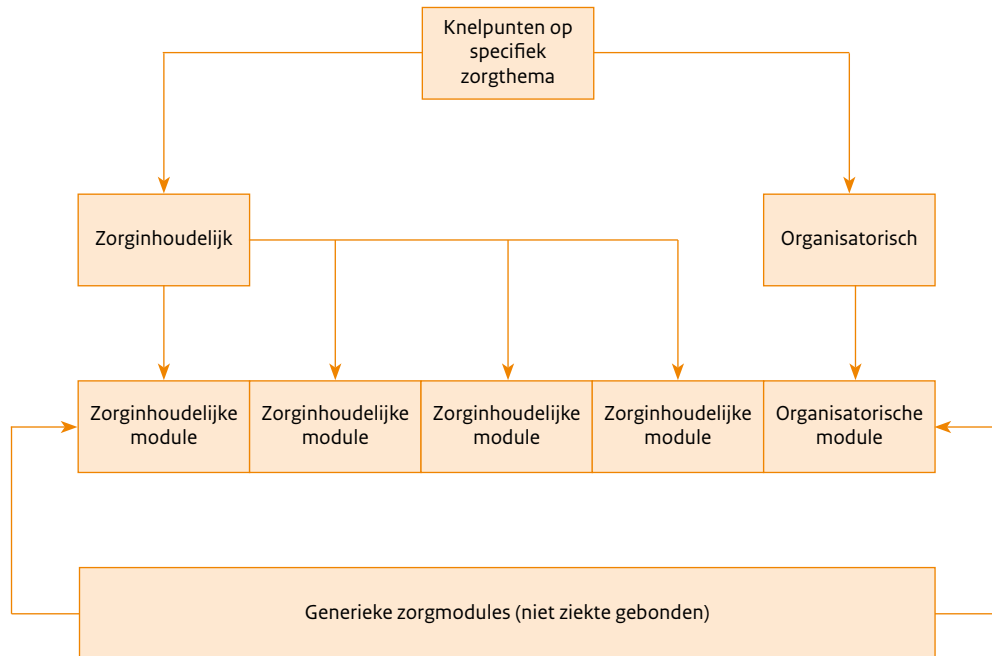 Knelpunten op
specifiek
zorgthema
Zorginhoudelijk
Organisatorisch
Zorginhoudelijke
module
Zorginhoudelijke
module
Zorginhoudelijke
module
Zorginhoudelijke
module
Organisatorische
module
Generieke zorgmodules (niet ziekte gebonden)